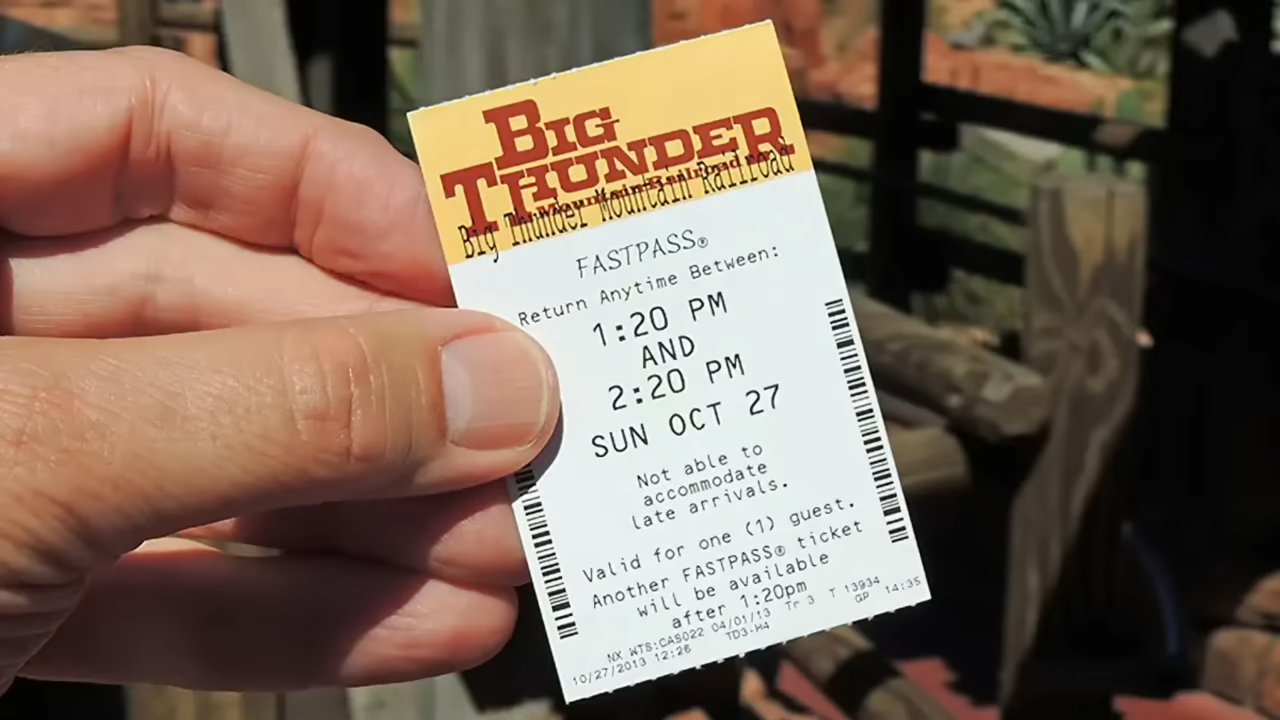 BIG
THUNDER
Mountain Railroad
Big Thunder Mountain Railroad
FASTPASS®
Return Anytime Between:
1:20 PM
AND
2:20 PM
SUN OCT 27
Not able to
accommodate
late arrivals.
Valid for one (1) guest.
Another FASTPASS® ticket
will be available
after 1:20pm
NX WTS:CAS022 04/01/13 Tr 3 T 13934
10/27/2013 12:26 TD3-H4 GP 14:35